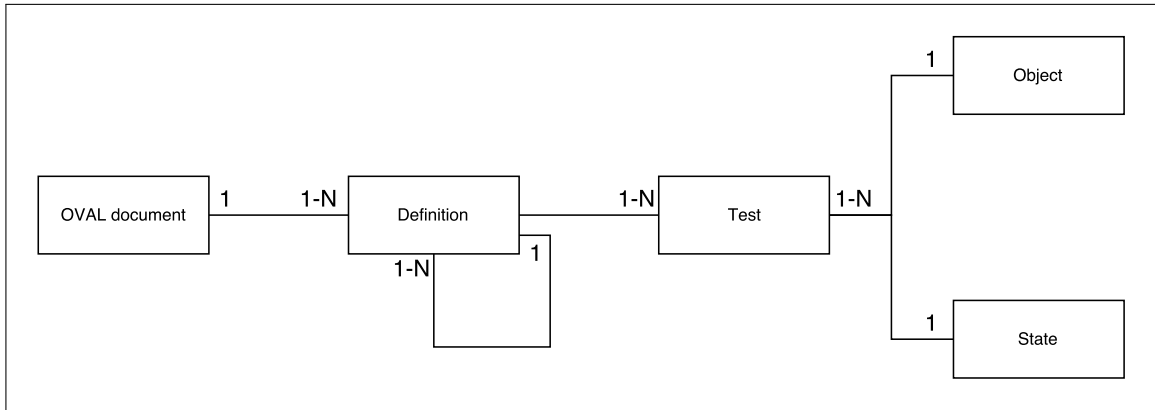 1
Object
1
1-N
1-N
1-N
OVAL document
Definition
Test
1
1-N
1
State